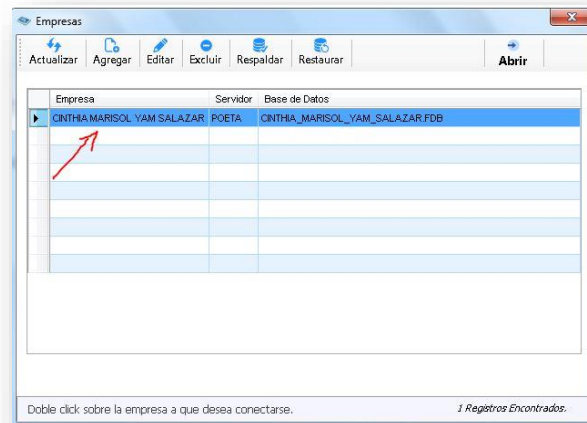 Empresas
Actualizar Agregar Editar Excluir Respaldar Restaurar Abrir
Empresa Servidor Base de Datos
CINTHIA MARISOL YAM SALAZAR POETA CINTHIA_MARISOL_YAM_SALAZAR.FDB
Doble click sobre la empresa a que desea conectarse. 1 Registros Encontrados.